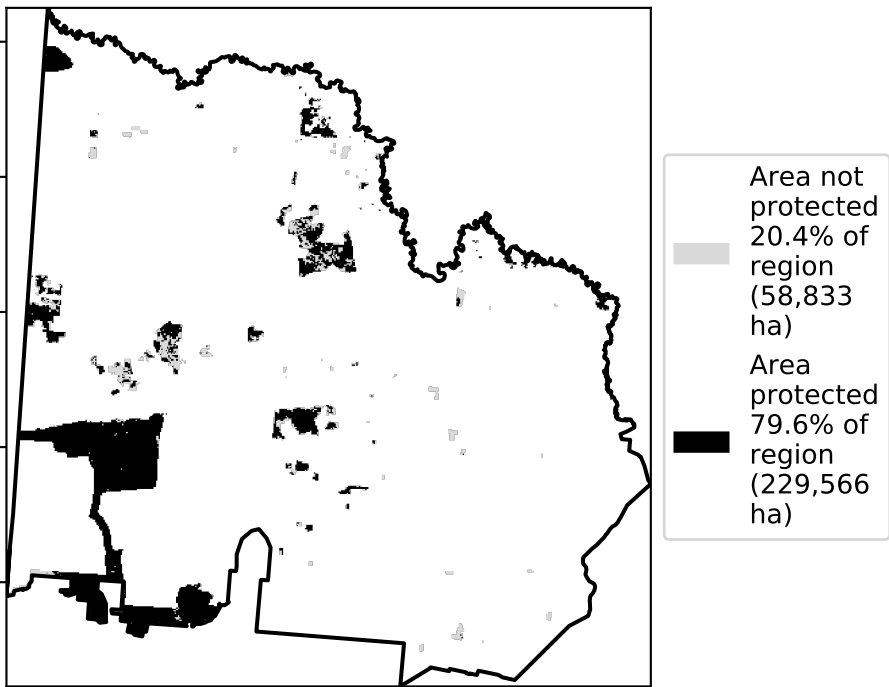 Area not
protected
20.4% of
region
(58,833
ha)
Area
protected
79.6% of
region
(229,566
ha)